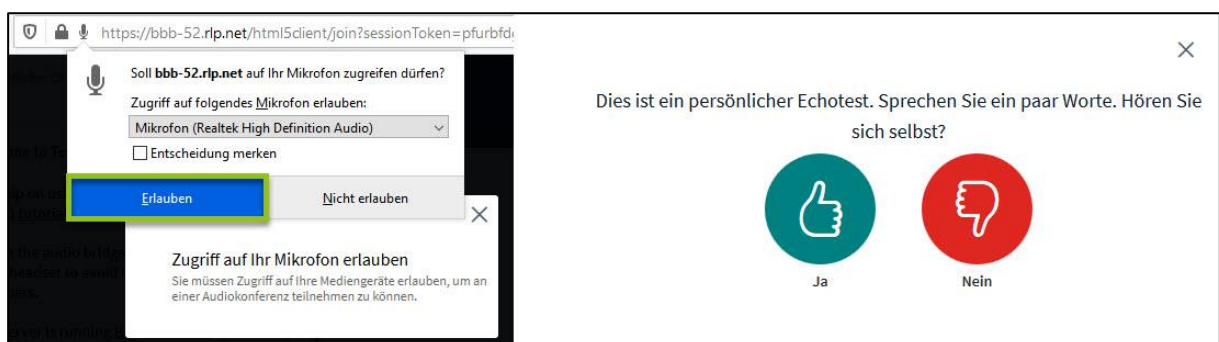 https://bbb-52.rlp.net/html5client/join?sessionToken=pfurbfd
Soll bbb-52.rlp.net auf Ihr Mikrofon zugreifen dürfen?
Zugriff auf folgendes Mikrofon erlauben:
Mikrofon (Realtek High Definition Audio)
Entscheidung merken
Erlauben
Nicht erlauben
Zugriff auf Ihr Mikrofon erlauben
Sie müssen Zugriff auf Ihre Mediengeräte erlauben, um an
einer Audiokonferenz teilnehmen zu können.
Dies ist ein persönlicher Echotest. Sprechen Sie ein paar Worte. Hören Sie
sich selbst?
Ja
Nein